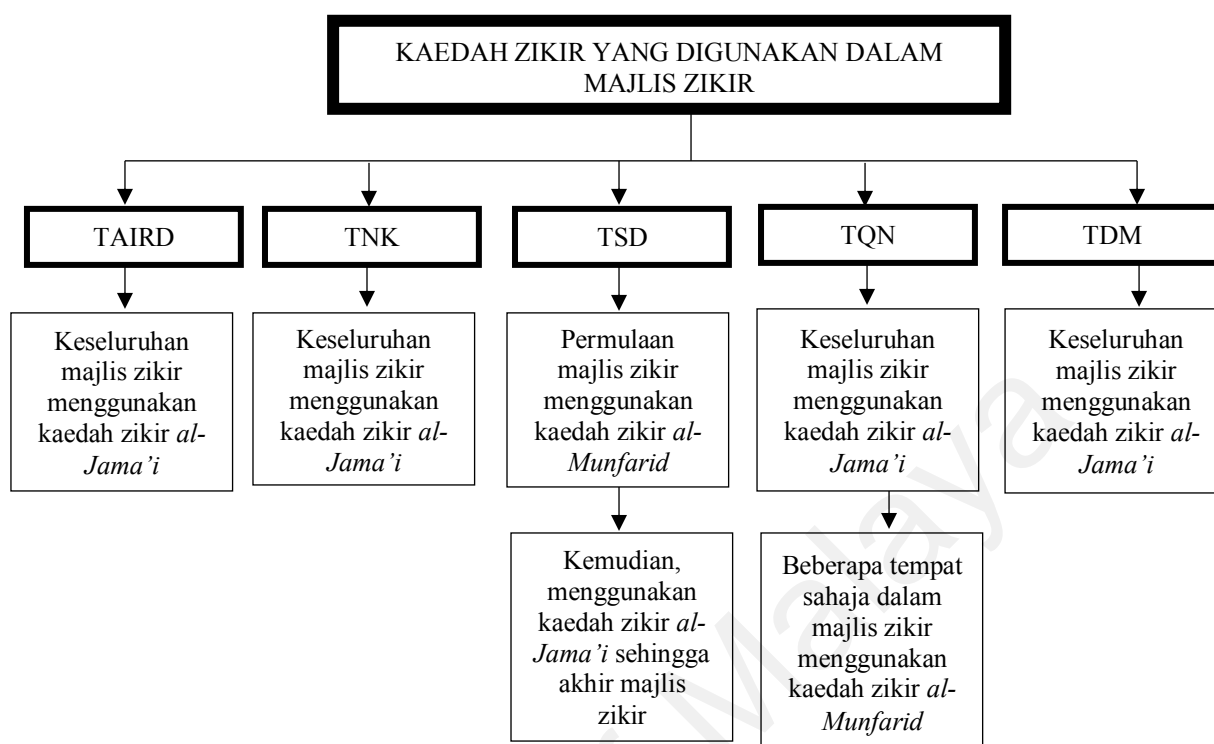 KAEDAH ZIKIR YANG DIGUNAKAN DALAM
MAJLIS ZIKIR
TAIRD
TNK
TSD
TQN
TDM
Keseluruhan
majlis zikir
menggunakan
kaedah zikir al-
Jama’i
Keseluruhan
majlis zikir
menggunakan
kaedah zikir al-
Jama’i
Permulaan
majlis zikir
menggunakan
kaedah zikir al-
Munfarid
Keseluruhan
majlis zikir
menggunakan
kaedah zikir al-
Jama’i
Keseluruhan
majlis zikir
menggunakan
kaedah zikir al-
Jama’i
Kemudian,
menggunakan
kaedah zikir al-
Jama’i sehingga
akhir majlis
zikir
Beberapa tempat
sahaja dalam
majlis zikir
menggunakan
kaedah zikir al-
Munfarid
Malaya